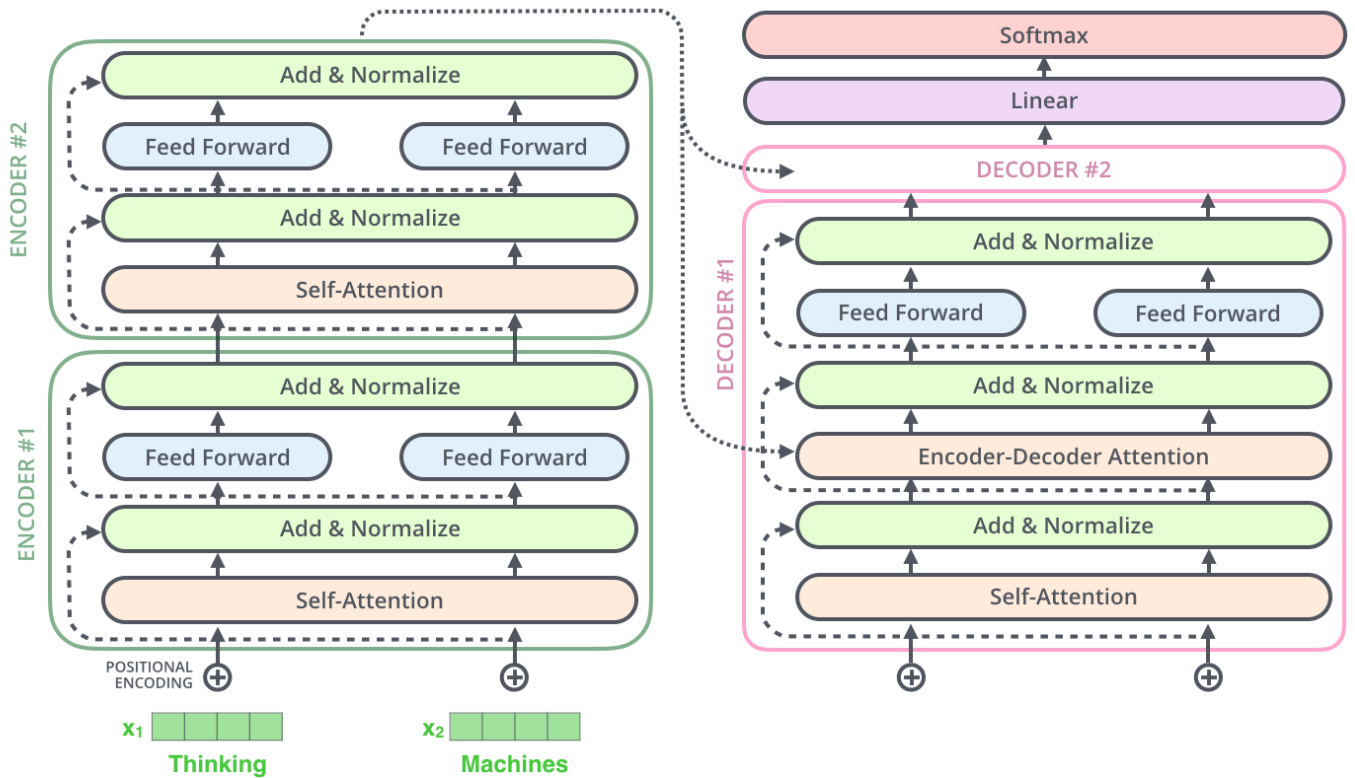 ENCODER #2
Add & Normalize
Feed Forward
Feed Forward
Add & Normalize
Self-Attention
ENCODER #1
Add & Normalize
Feed Forward
Feed Forward
Add & Normalize
Self-Attention
POSITIONAL
ENCODING
x₁
x₂
Thinking
Machines
Softmax
Linear
DECODER #2
DECODER #1
Add & Normalize
Feed Forward
Feed Forward
Add & Normalize
Encoder-Decoder Attention
Add & Normalize
Self-Attention